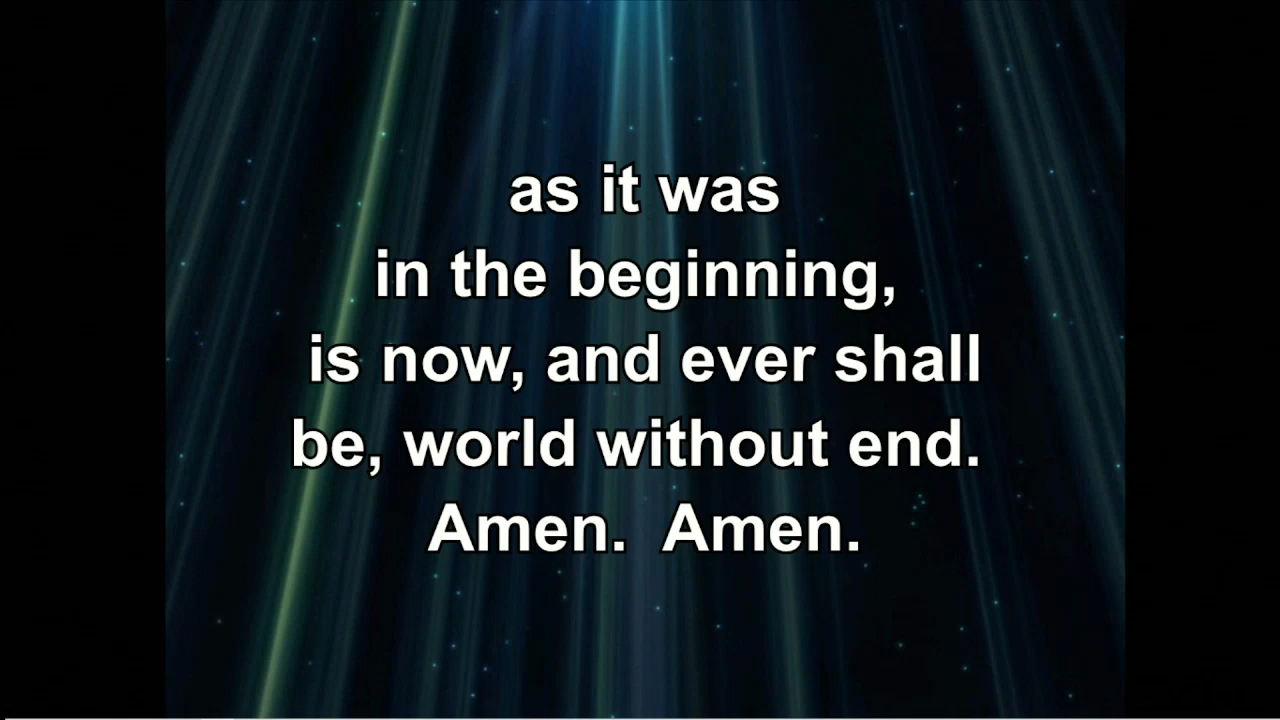 as it was
in the beginning,
is now, and ever shall
be, world without end.
Amen.  Amen.